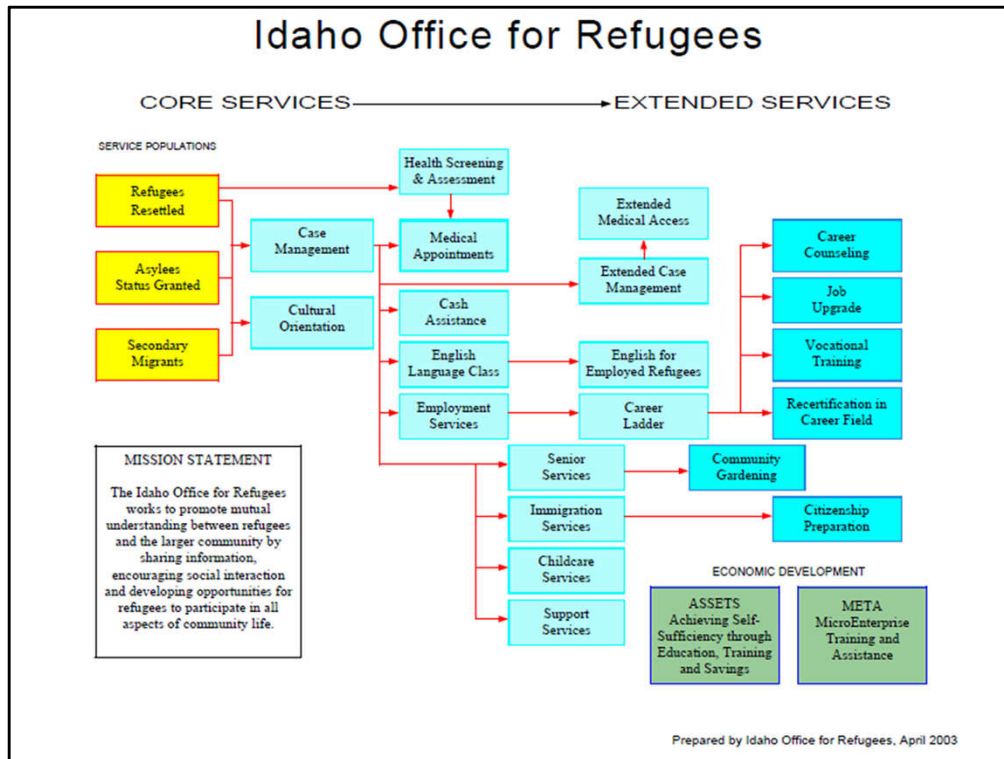 Idaho Office for Refugees
CORE SERVICES
EXTENDED SERVICES
SERVICE POPULATIONS
Refugees
Resettled
Asylees
Status Granted
Secondary
Migrants
Case
Management
Cultural
Orientation
Health Screening
& Assessment
Medical
Appointments
Cash
Assistance
English
Language Class
Employment
Services
Extended
Medical Access
Extended Case
Management
English for
Employed Refugees
Career
Ladder
Career
Counseling
Job
Upgrade
Vocational
Training
Recertification in
Career Field
Senior
Services
Community
Gardening
Immigration
Services
Citizenship
Preparation
Childcare
Services
Support
Services
MISSION STATEMENT
The Idaho Office for Refugees
works to promote mutual
understanding between refugees
and the larger community by
sharing information,
encouraging social interaction
and developing opportunities for
refugees to participate in all
aspects of community life.
ECONOMIC DEVELOPMENT
ASSETS
Achieving Self-
Sufficiency through
Education, Training
and Savings
META
MicroEnterprise
Training and
Assistance
Prepared by Idaho Office for Refugees, April 2003